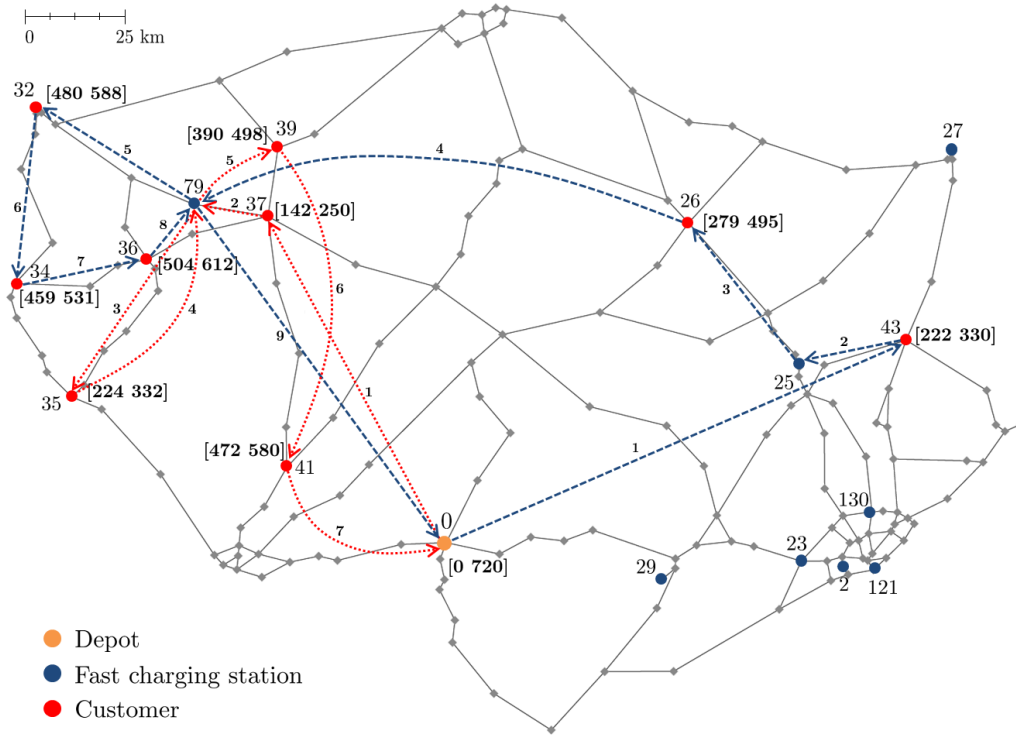 0 25 km
32 [480 588]
[390 498] 39
27
5
5
4
79
6
2 37 [142 250]
26
[279 495]
8
36 [504 612]
7
34
[459 531]
6
3
3 4
43 [222 330]
9
2
25
35 [224 332]
1
[472 580] 41
1
130
7
0
[0 720]
23
29
2 121
Depot
Fast charging station
Customer